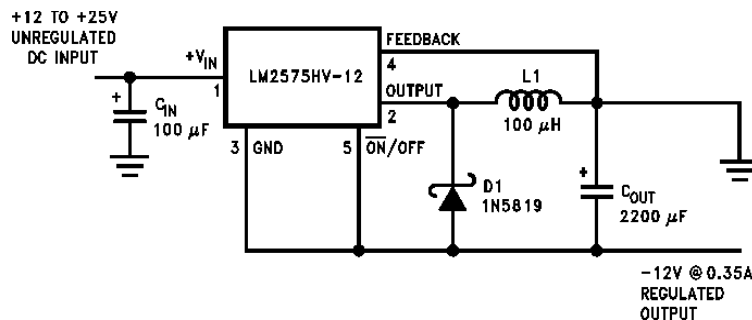 +12 TO +25V
UNREGULATED
DC INPUT
+VIN
1
LM2575HV-12
FEEDBACK
4
OUTPUT
2
L1
100 μH
+
CIN
100 μF
3 GND
5 ON/OFF
D1
1N5819
+
COUT
2200 μF
-12V @ 0.35A
REGULATED
OUTPUT